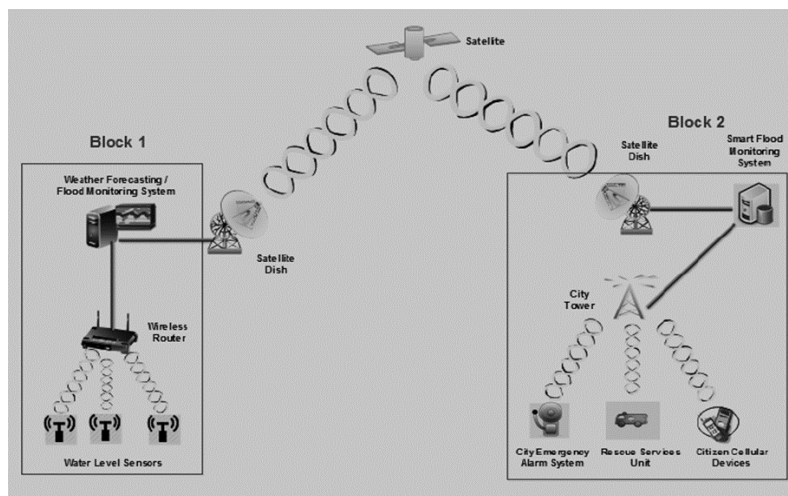 Satellite
Block 1
Block 2
Weather Forecasting /
Flood Monitoring System
Satellite
Dish
Smart Flood
Monitoring
System
Satellite
Dish
City
Tower
Wireless
Router
City Emergency
Alarm System
Rescue Services
Unit
Citizen Cellular
Devices
Water Level Sensors